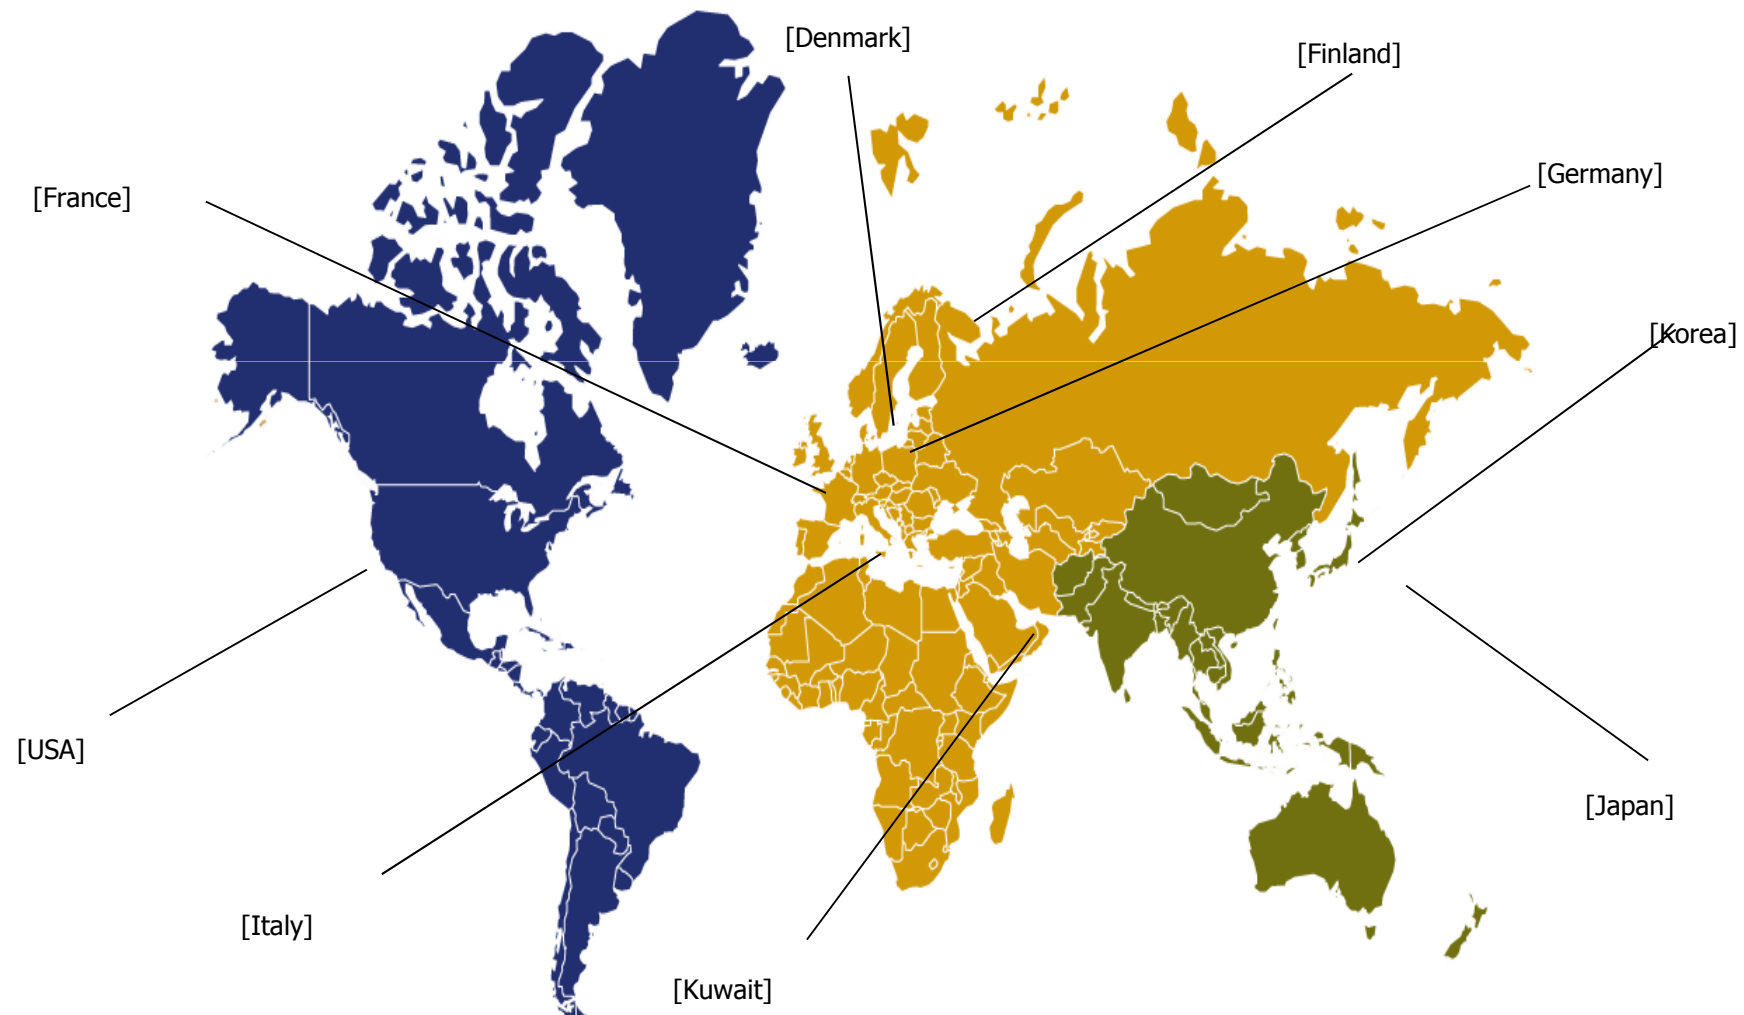 [Denmark]
[Finland]
[Germany]
[France]
[Korea]
[USA]
[Japan]
[Italy]
[Kuwait]